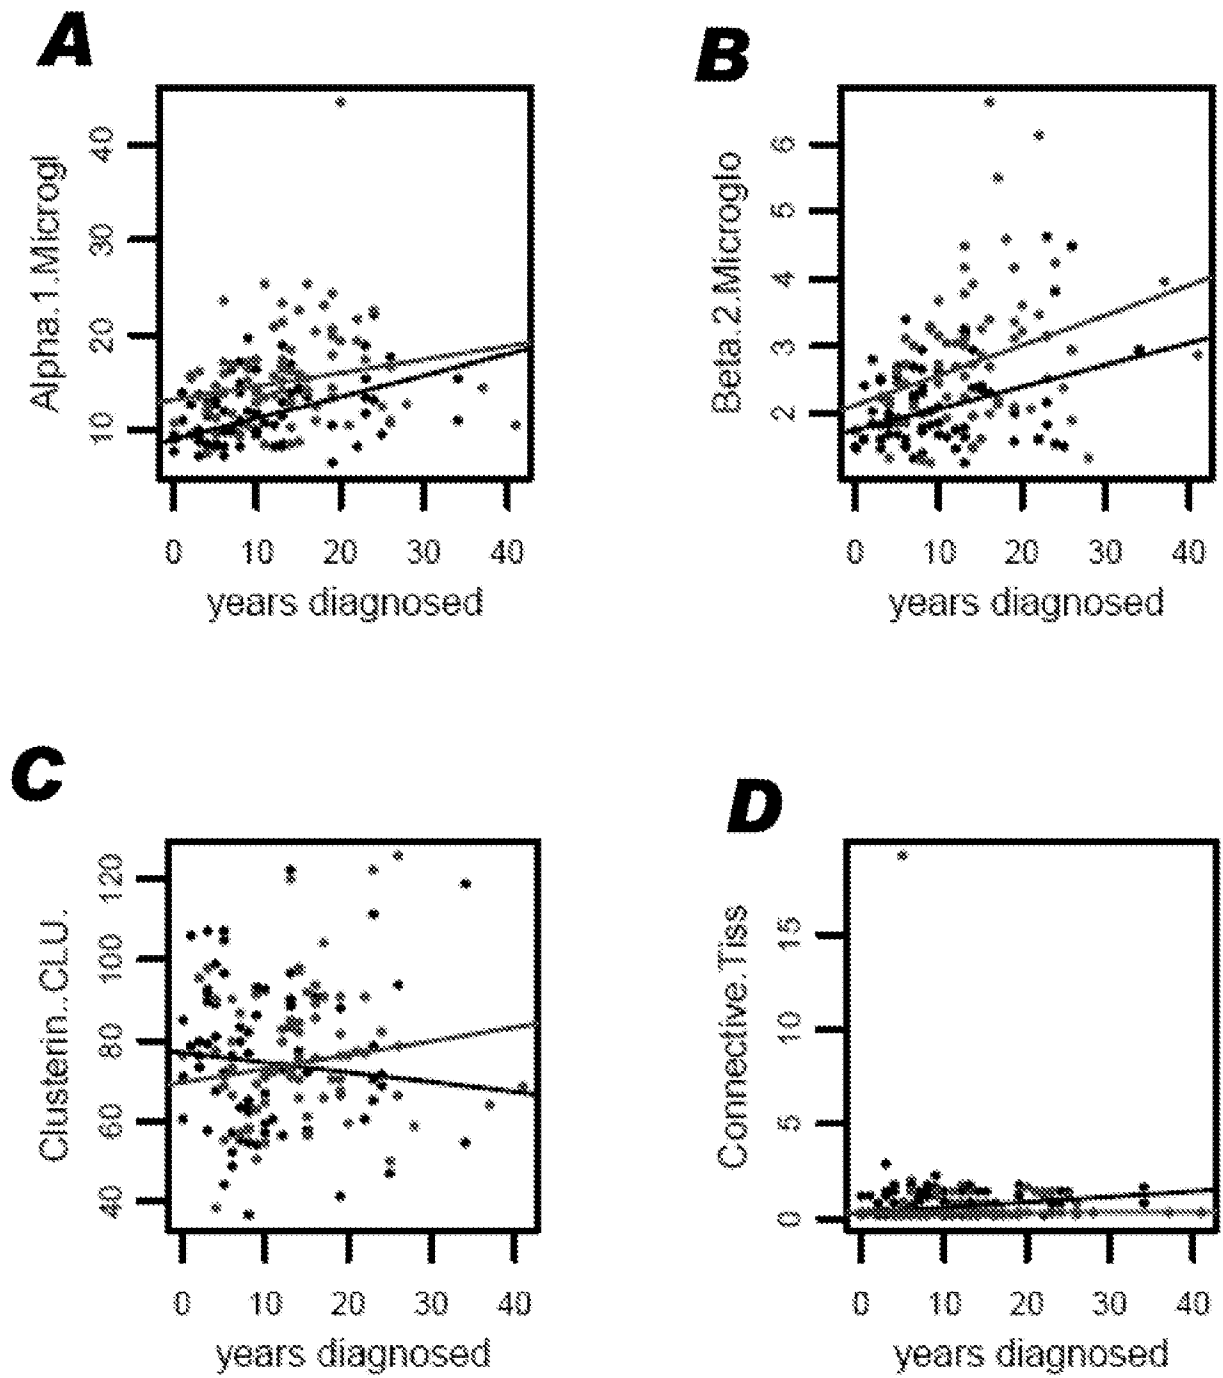 A
B
Alpha.1.Microgl
10 20 30 40
0 10 20 30 40
years diagnosed
Beta.2.Microglo
2 3 4 5 6
0 10 20 30 40
years diagnosed
C
D
Clusterin..CLU.
40 60 80 100 120
0 10 20 30 40
years diagnosed
Connective.Tiss
0 5 10 15
0 10 20 30 40
years diagnosed